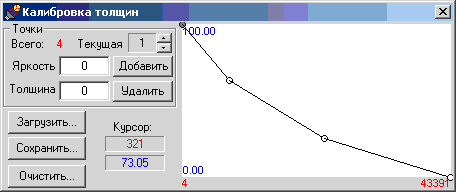 Калибровка толщин
Точки
Всего: 4 Текущая 1
Яркость 0 Добавить
Толщина 0 Удалить
Загрузить...
Сохранить...
Очистить...
Курсор:
321
73.05
100.00
0.00
4 43391